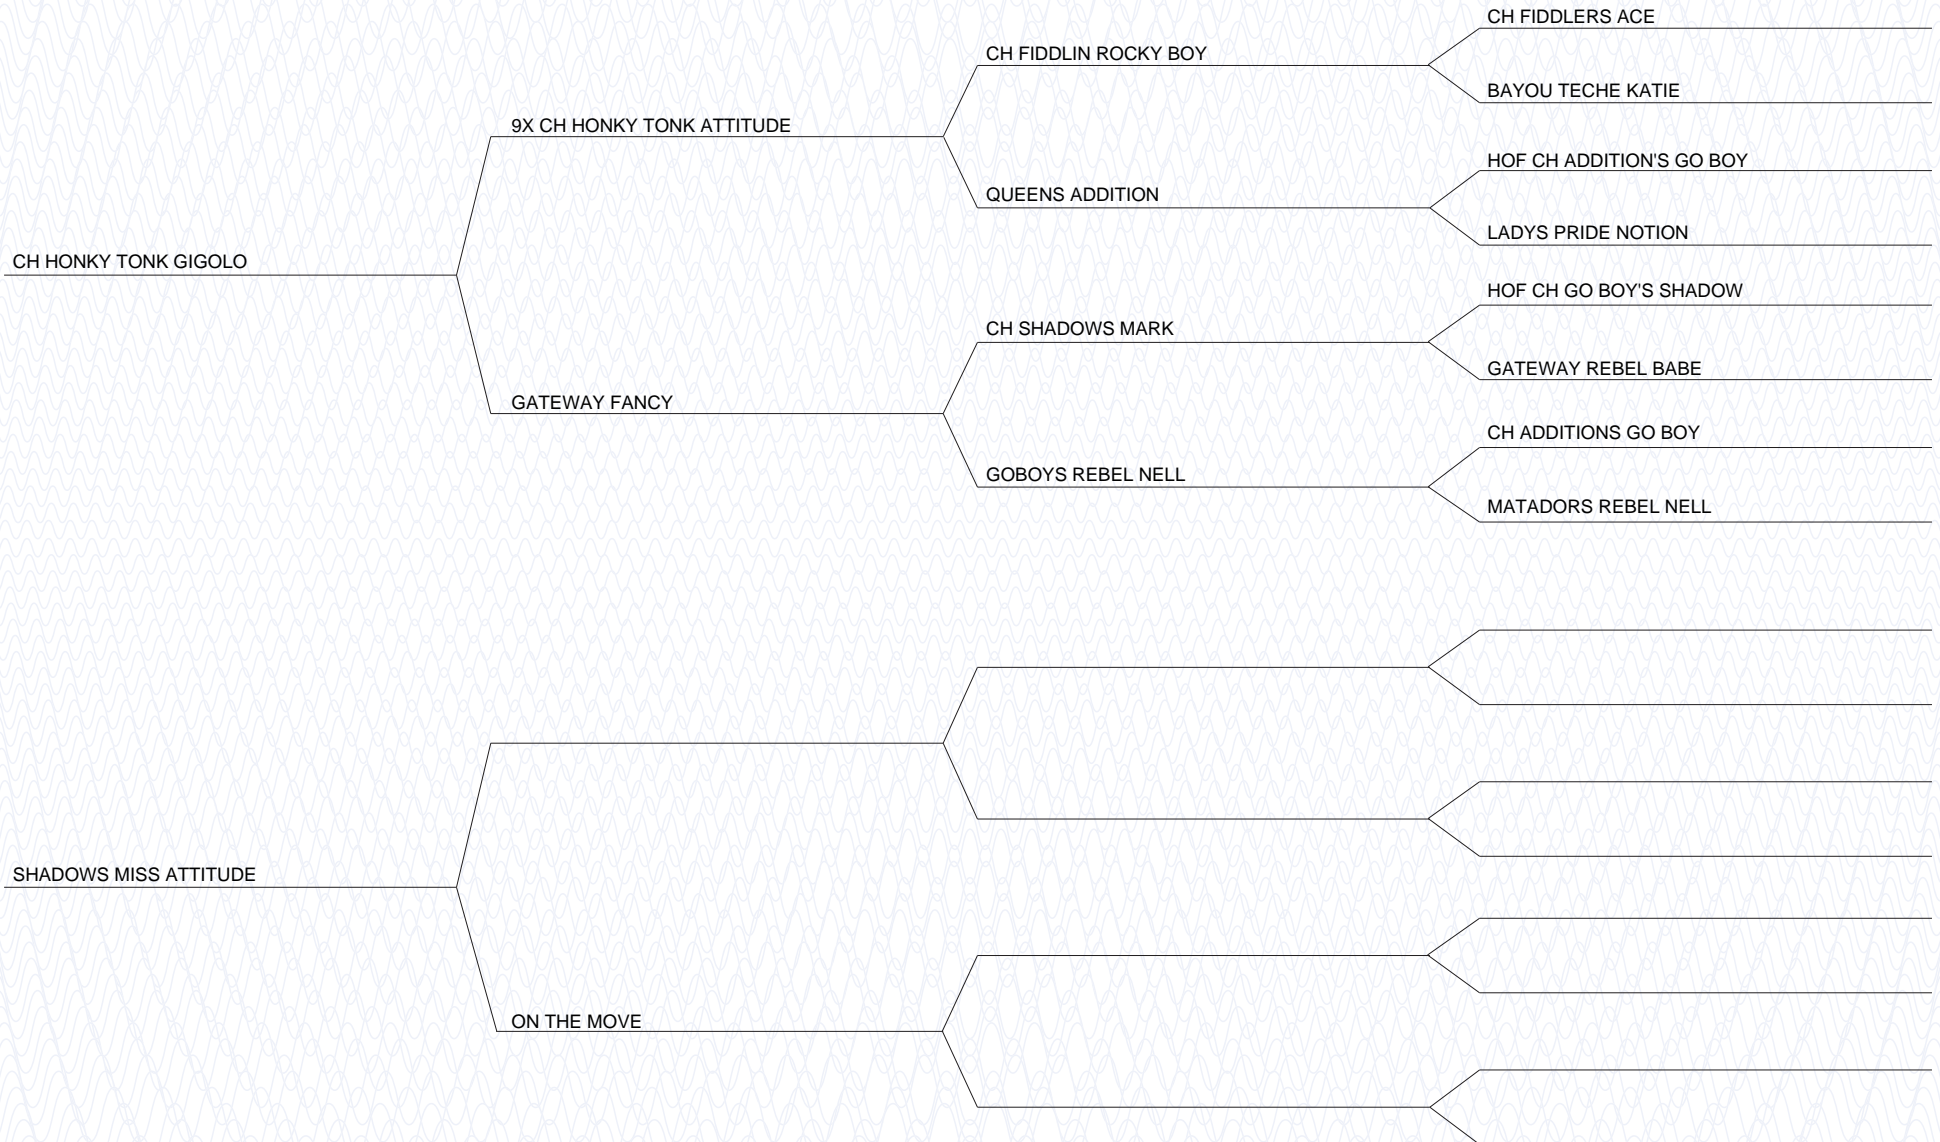 CH FIDDLERS ACE
CH FIDDLIN ROCKY BOY
BAYOU TECHE KATIE
9X CH HONKY TONK ATTITUDE
HOF CH ADDITION'S GO BOY
QUEENS ADDITION
LADYS PRIDE NOTION
CH HONKY TONK GIGOLO
HOF CH GO BOY'S SHADOW
CH SHADOWS MARK
GATEWAY REBEL BABE
GATEWAY FANCY
CH ADDITIONS GO BOY
GOBOYS REBEL NELL
MATADORS REBEL NELL
SHADOWS MISS ATTITUDE
ON THE MOVE